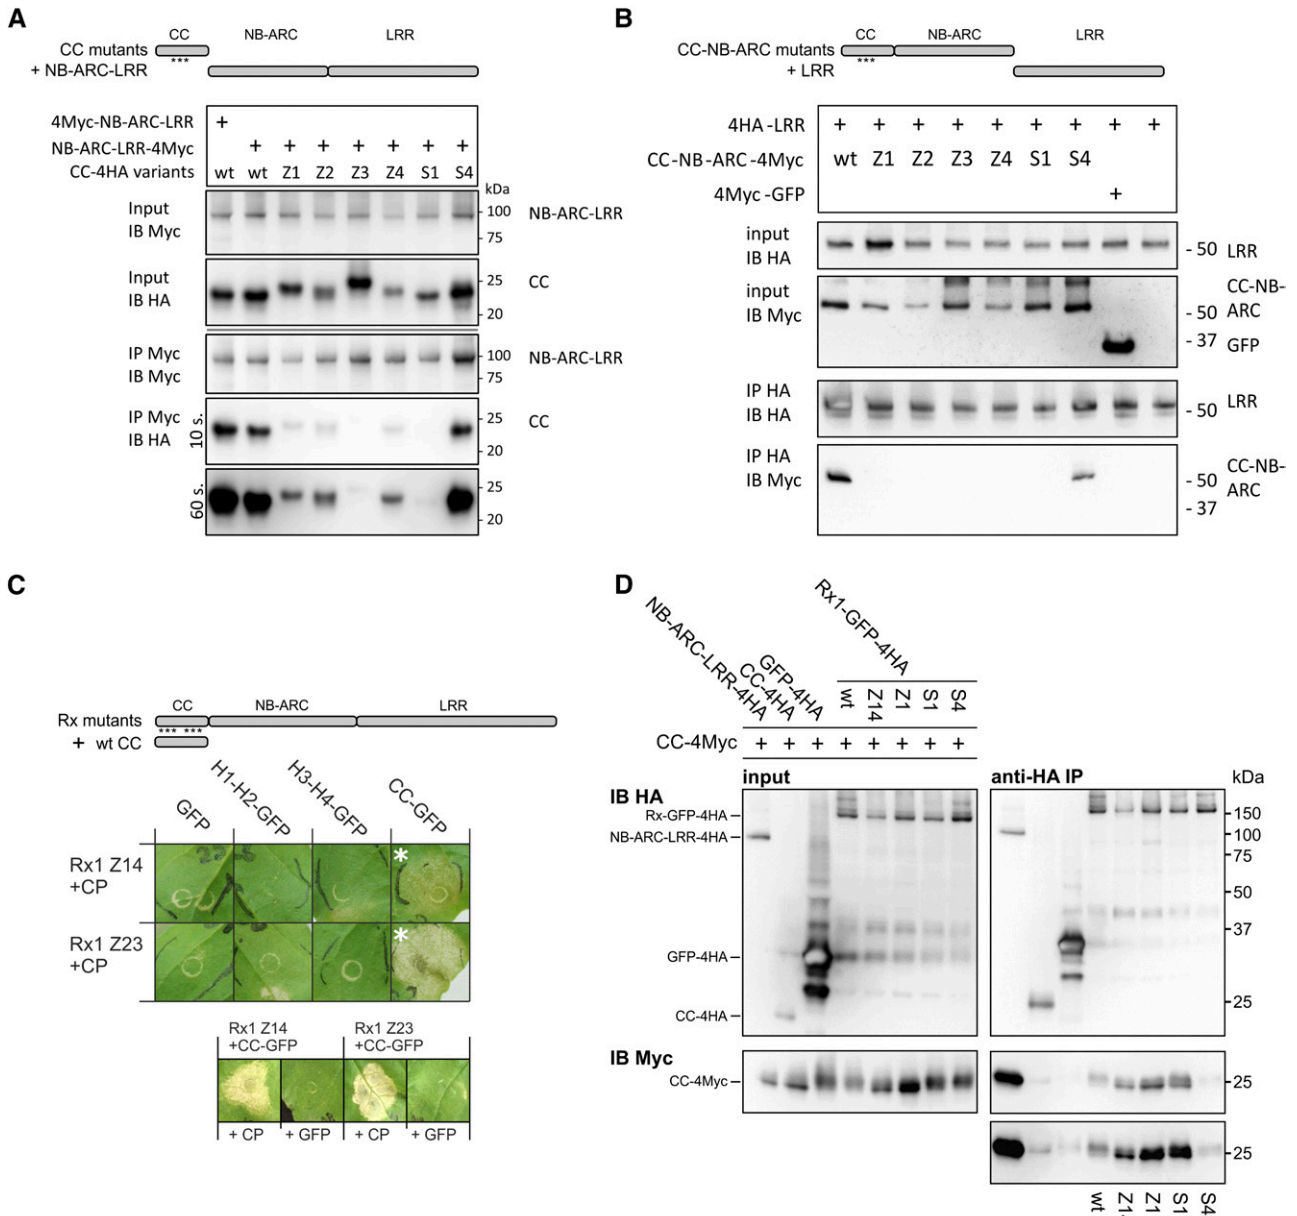 A
CC NB-ARC LRR
CC mutants
***
+ NB-ARC-LRR
4Myc-NB-ARC-LRR +
NB-ARC-LRR-4Myc + + + + + + +
CC-4HA variants wt wt Z1 Z2 Z3 Z4 S1 S4
kDa
Input
IB Myc
100
75
NB-ARC-LRR
Input
IB HA
25
20
CC
IP Myc
IB Myc
100
75
NB-ARC-LRR
IP Myc
IB HA
10 s.
25
20
CC
60 s.
25
20
B
CC NB-ARC LRR
CC-NB-ARC mutants
***
+ LRR
4HA-LRR + + + + + + + + +
CC-NB-ARC-4Myc wt Z1 Z2 Z3 Z4 S1 S4
4Myc-GFP +
input
IB HA
- 50 LRR
input
IB Myc
CC-NB-
ARC
- 50
- 37
GFP
IP HA
IB HA
- 50 LRR
IP HA
IB Myc
- 50
- 37
CC-NB-
ARC
C
CC NB-ARC LRR
Rx mutants
*** ***
+ wt CC
GFP H1-H2-GFP H3-H4-GFP CC-GFP
Rx1 Z14
+CP
*
Rx1 Z23
+CP
*
Rx1 Z14
+CC-GFP
Rx1 Z23
+CC-GFP
+ CP + GFP + CP + GFP
D
NB-ARC-LRR-4HA CC-4HA GFP-4HA Rx1-GFP-4HA
wt Z14 Z1 S1 S4
CC-4Myc + + + + + + + +
input anti-HA IP kDa
IB HA
Rx-GFP-4HA
NB-ARC-LRR-4HA
GFP-4HA
CC-4HA
150
100
75
50
37
25
IB Myc
CC-4Myc
25
25
wt Z1 S1 S4